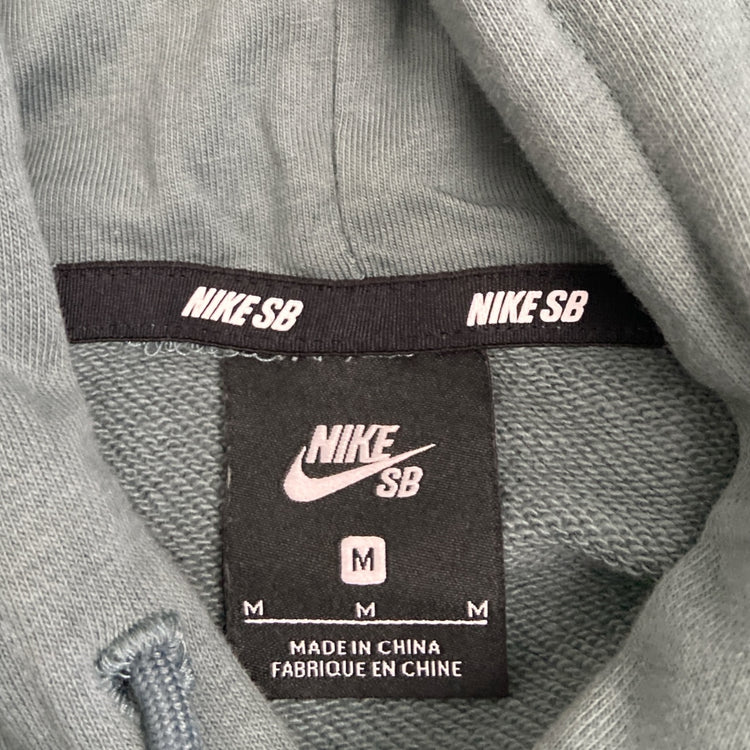 NIKE SB NIKE SB
NIKE
SB
M
M M M
MADE IN CHINA
FABRIQUE EN CHINE